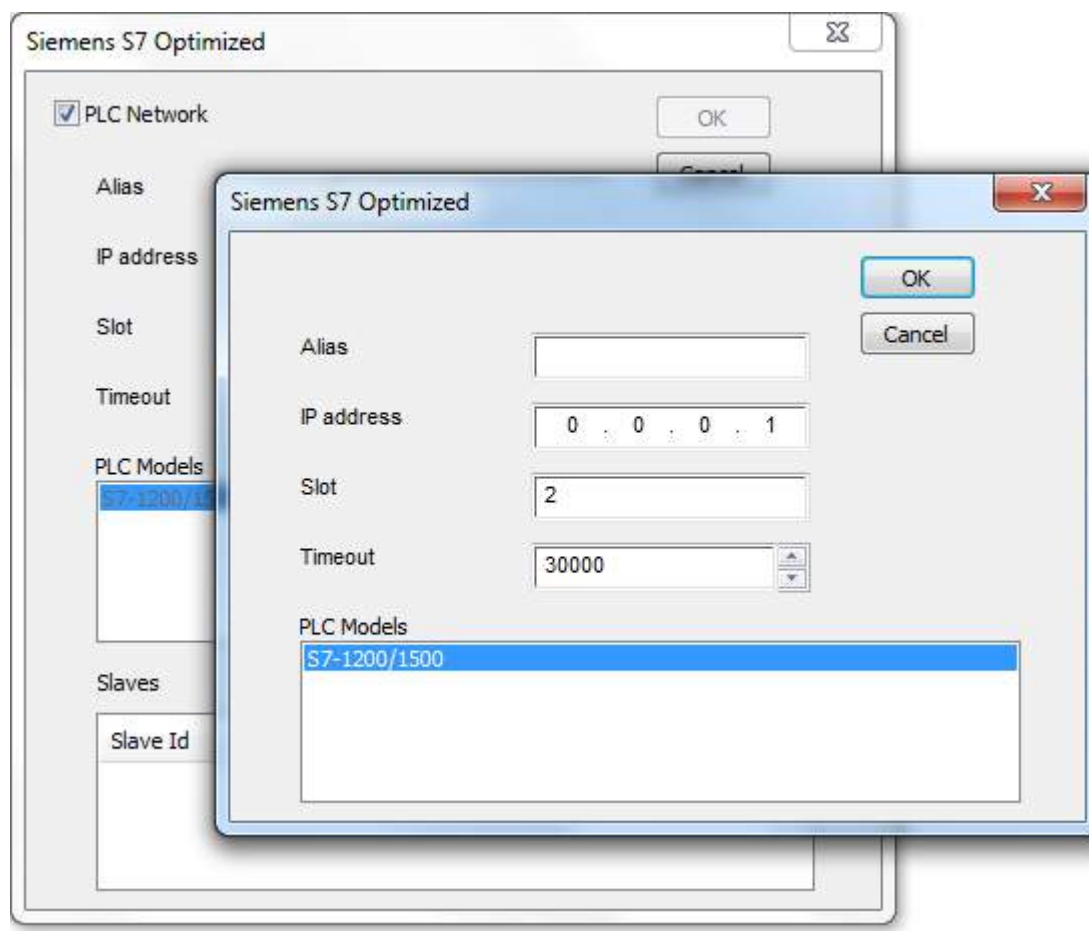 Siemens S7 Optimized
PLC Network
OK
Cancel
Alias
IP address
Slot
Timeout
PLC Models
Slaves
Slave Id
Siemens S7 Optimized
OK
Cancel
Alias
IP address
0 . 0 . 0 . 1
Slot
2
Timeout
30000
PLC Models
S7-1200/1500